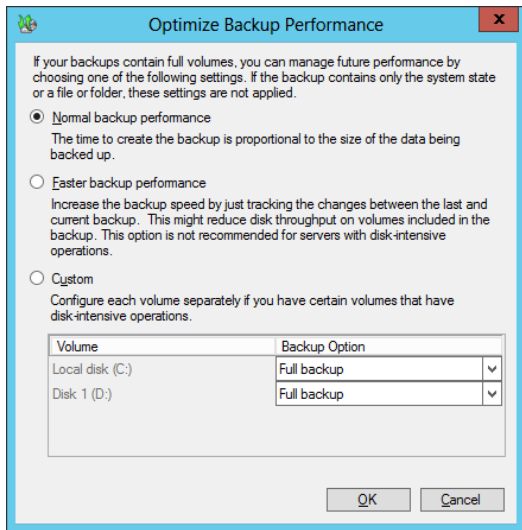 Optimize Backup Performance
x
If your backups contain full volumes, you can manage future performance by
choosing one of the following settings. If the backup contains only the system state
or a file or folder, these settings are not applied.
Normal backup performance
The time to create the backup is proportional to the size of the data being
backed up.
Faster backup performance
Increase the backup speed by just tracking the changes between the last and
current backup. This might reduce disk throughput on volumes included in the
backup. This option is not recommended for servers with disk-intensive
operations.
Custom
Configure each volume separately if you have certain volumes that have
disk-intensive operations.
Volume Backup Option
Local disk (C:) Full backup
Disk 1 (D:) Full backup
OK Cancel